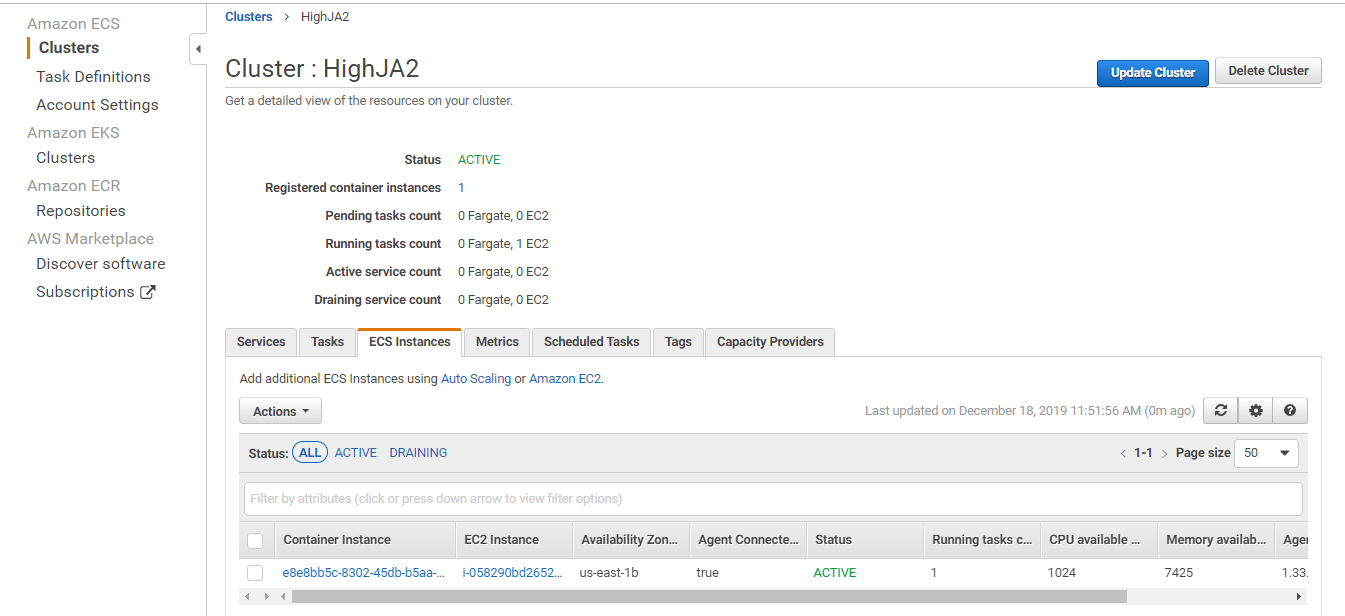 Amazon ECS
Clusters
Task Definitions
Account Settings
Amazon EKS
Clusters
Amazon ECR
Repositories
AWS Marketplace
Discover software
Subscriptions
Clusters > HighJA2
Cluster : HighJA2
Update Cluster
Delete Cluster
Get a detailed view of the resources on your cluster.
Status ACTIVE
Registered container instances 1
Pending tasks count 0 Fargate, 0 EC2
Running tasks count 0 Fargate, 1 EC2
Active service count 0 Fargate, 0 EC2
Draining service count 0 Fargate, 0 EC2
Services Tasks ECS Instances Metrics Scheduled Tasks Tags Capacity Providers
Add additional ECS Instances using Auto Scaling or Amazon EC2.
Actions Last updated on December 18, 2019 11:51:56 AM (0m ago)
Status: ALL ACTIVE DRAINING < 1-1 > Page size 50
Filter by attributes (click or press down arrow to view filter options)
Container Instance EC2 Instance Availability Zon... Agent Connecte... Status Running tasks c... CPU available ... Memory availab... Agen
e8e8bb5c-8302-45db-b5aa-... i-058290bd2652... us-east-1b true ACTIVE 1 1024 7425 1.33.